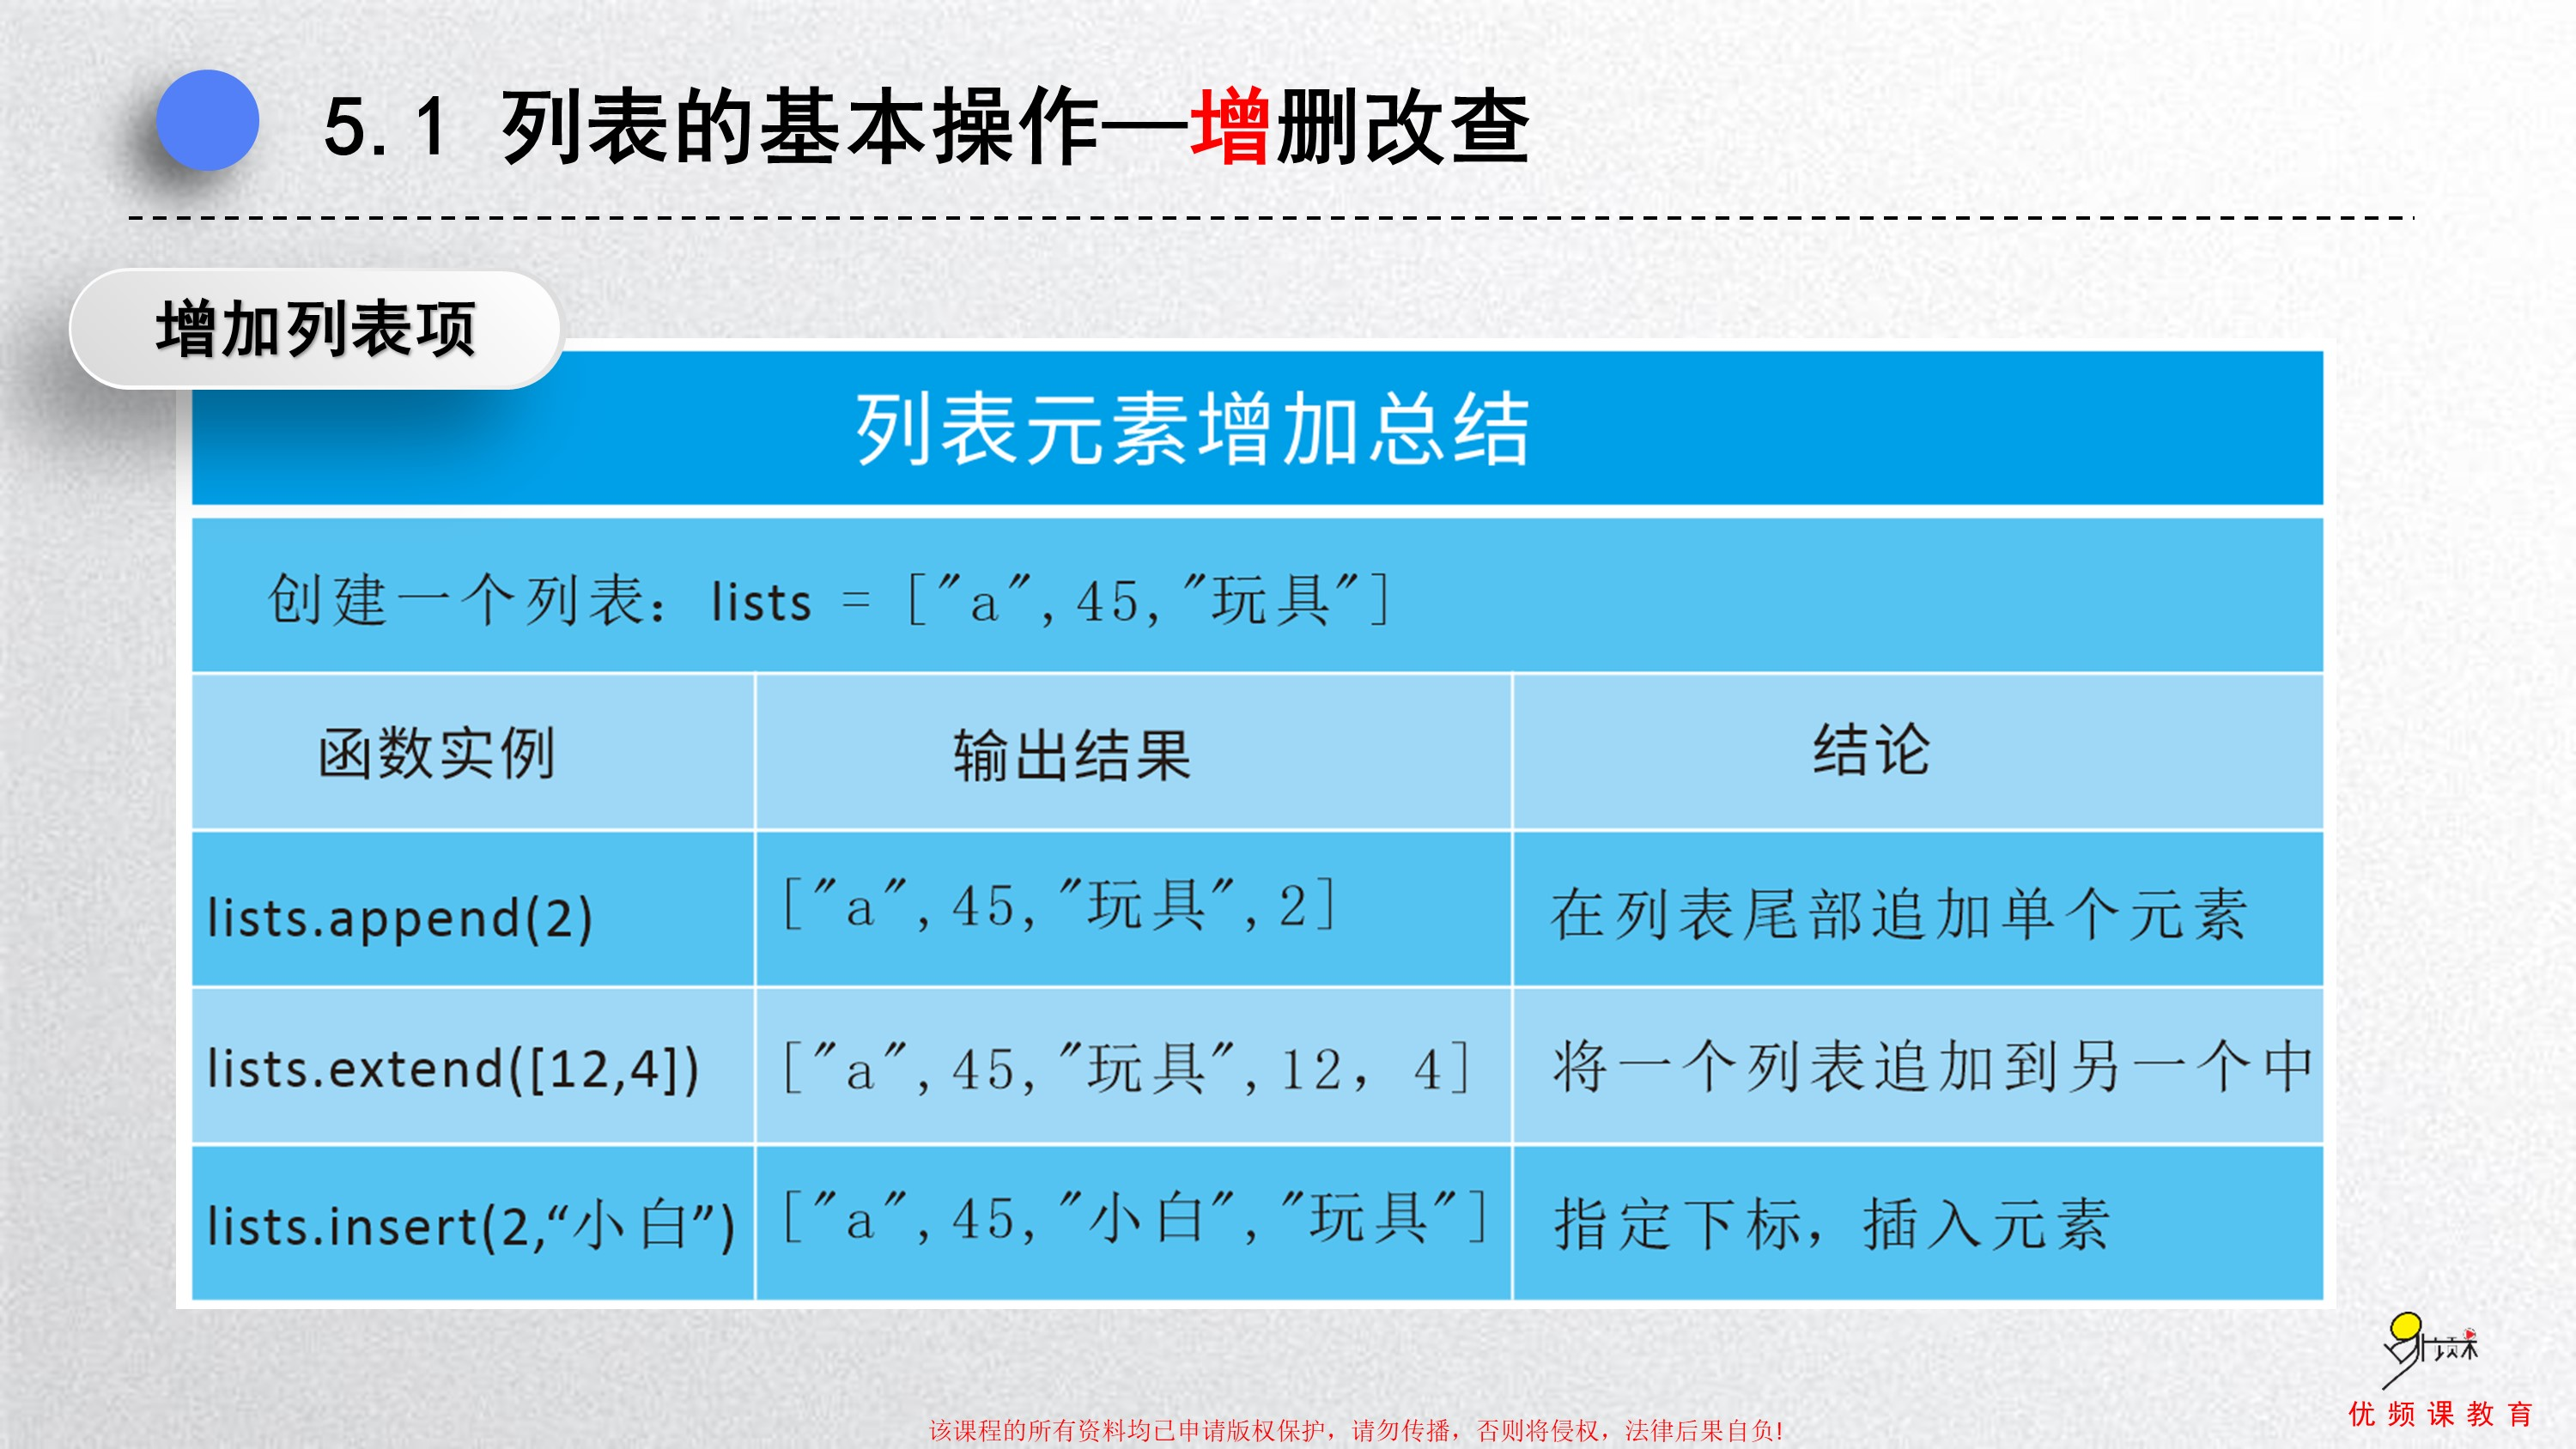 5.1 列表的基本操作—增删改查
增加列表项
列表元素增加总结
创建一个列表：lists = ["a",45,"玩具"]
函数实例 输出结果 结论
lists.append(2) ["a",45,"玩具",2] 在列表尾部追加单个元素
lists.extend([12,4]) ["a",45,"玩具",12, 4] 将一个列表追加到另一个中
lists.insert(2,“小白”) ["a",45,"小白","玩具"] 指定下标，插入元素
优频课教育
该课程的所有资料均已申请版权保护，请勿传播，否则将侵权，法律后果自负!